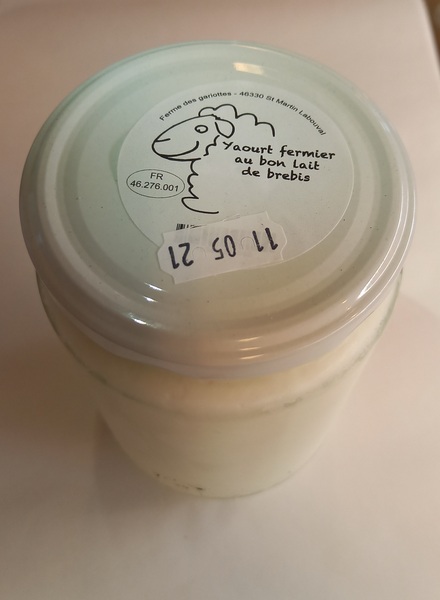 Ferme des gariottes - 46330 St Martin Labouval
Yaourt fermier
au bon lait
de brebis
FR
46.276.001
11 05 21